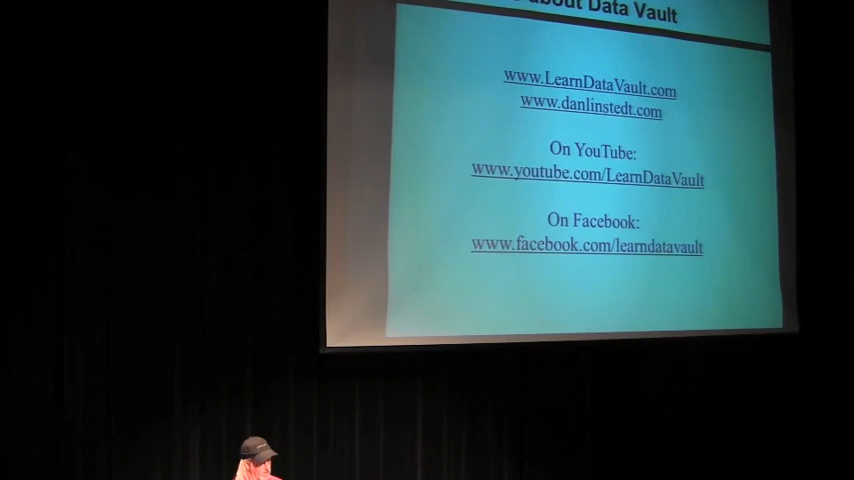 about Data Vault
www.LearnDataVault.com
www.danlinstedt.com
On YouTube:
www.youtube.com/LearnDataVault
On Facebook:
www.facebook.com/learndatavault